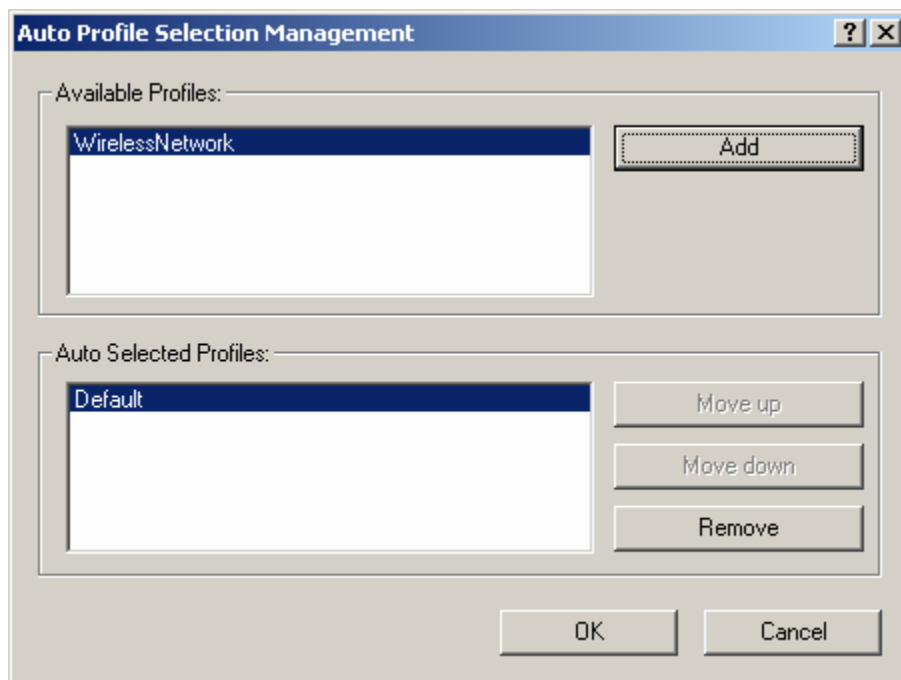 Auto Profile Selection Management
Available Profiles:
WirelessNetwork
Add
Auto Selected Profiles:
Default
Move up
Move down
Remove
OK
Cancel